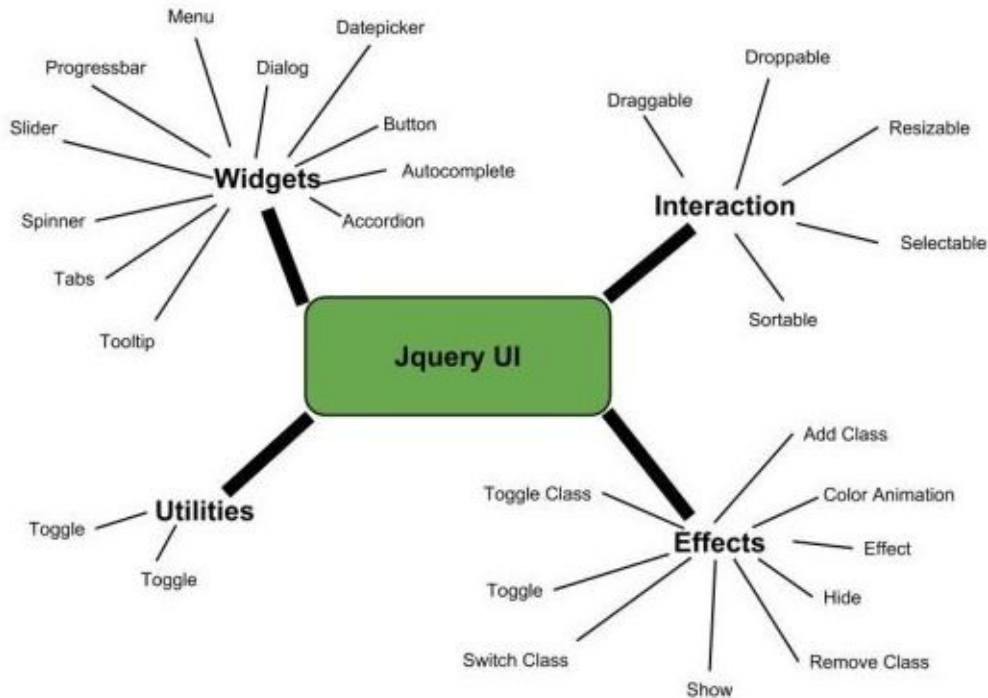 Menu
Datepicker
Progressbar
Dialog
Slider
Button
Autocomplete
Widgets
Spinner
Accordion
Tabs
Tooltip
Droppable
Draggable
Resizable
Interaction
Selectable
Sortable
Jquery UI
Utilities
Toggle
Toggle
Add Class
Toggle Class
Color Animation
Effects
Effect
Toggle
Hide
Switch Class
Remove Class
Show